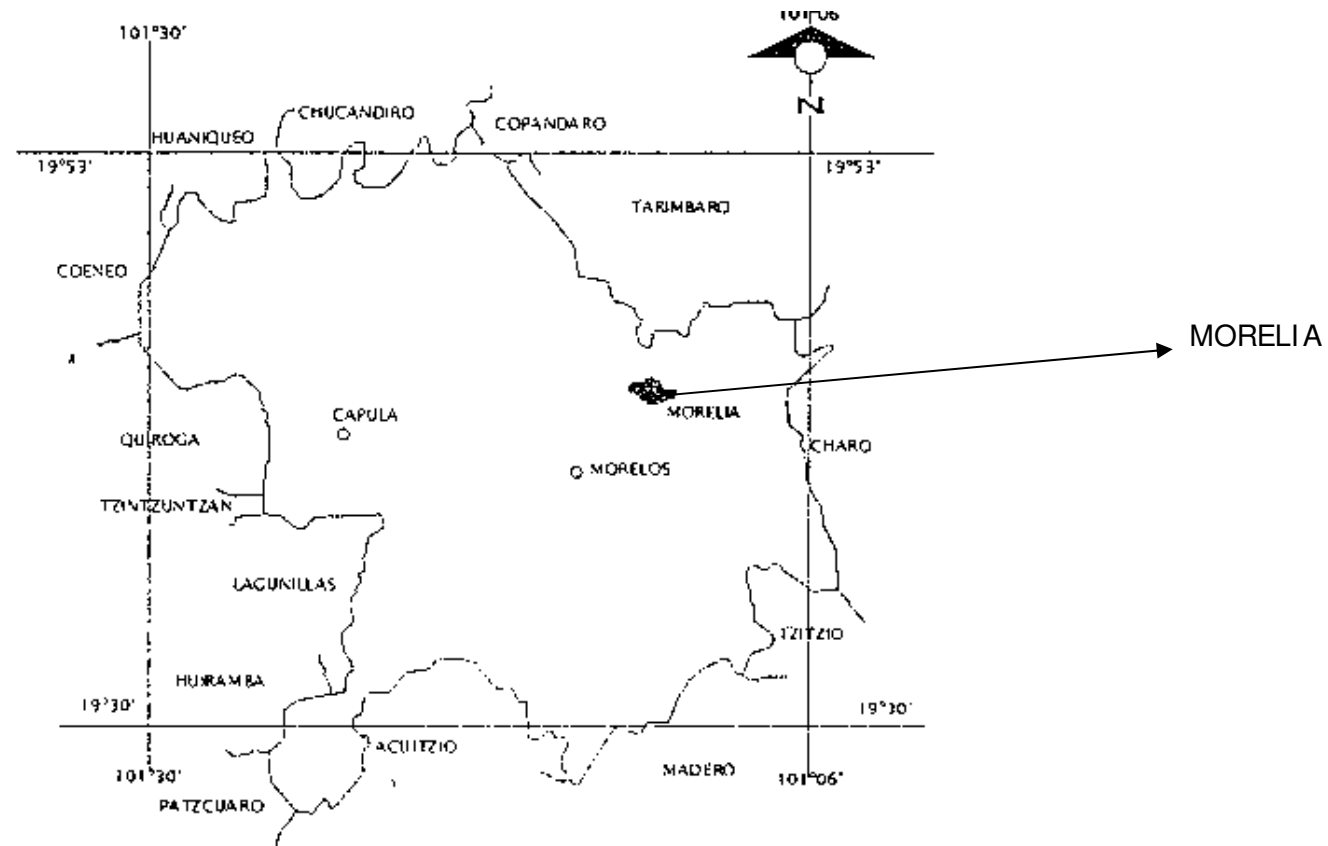 101°06
101°30'
N
CHUCANDIRO
COPANDARO
HUANIQUEO
19°53'
19°53'
TARIMBARO
COENEO
MORELIA
CAPULA
MORELIA
QUIROGA
CHARO
MORELOS
TZINTZUNTZAN
LAGUNILLAS
TZITZIO
HUIRAMBA
19°30'
19°30'
ACUITZIO
MADERO
101°30'
101°06'
PATZCUARO